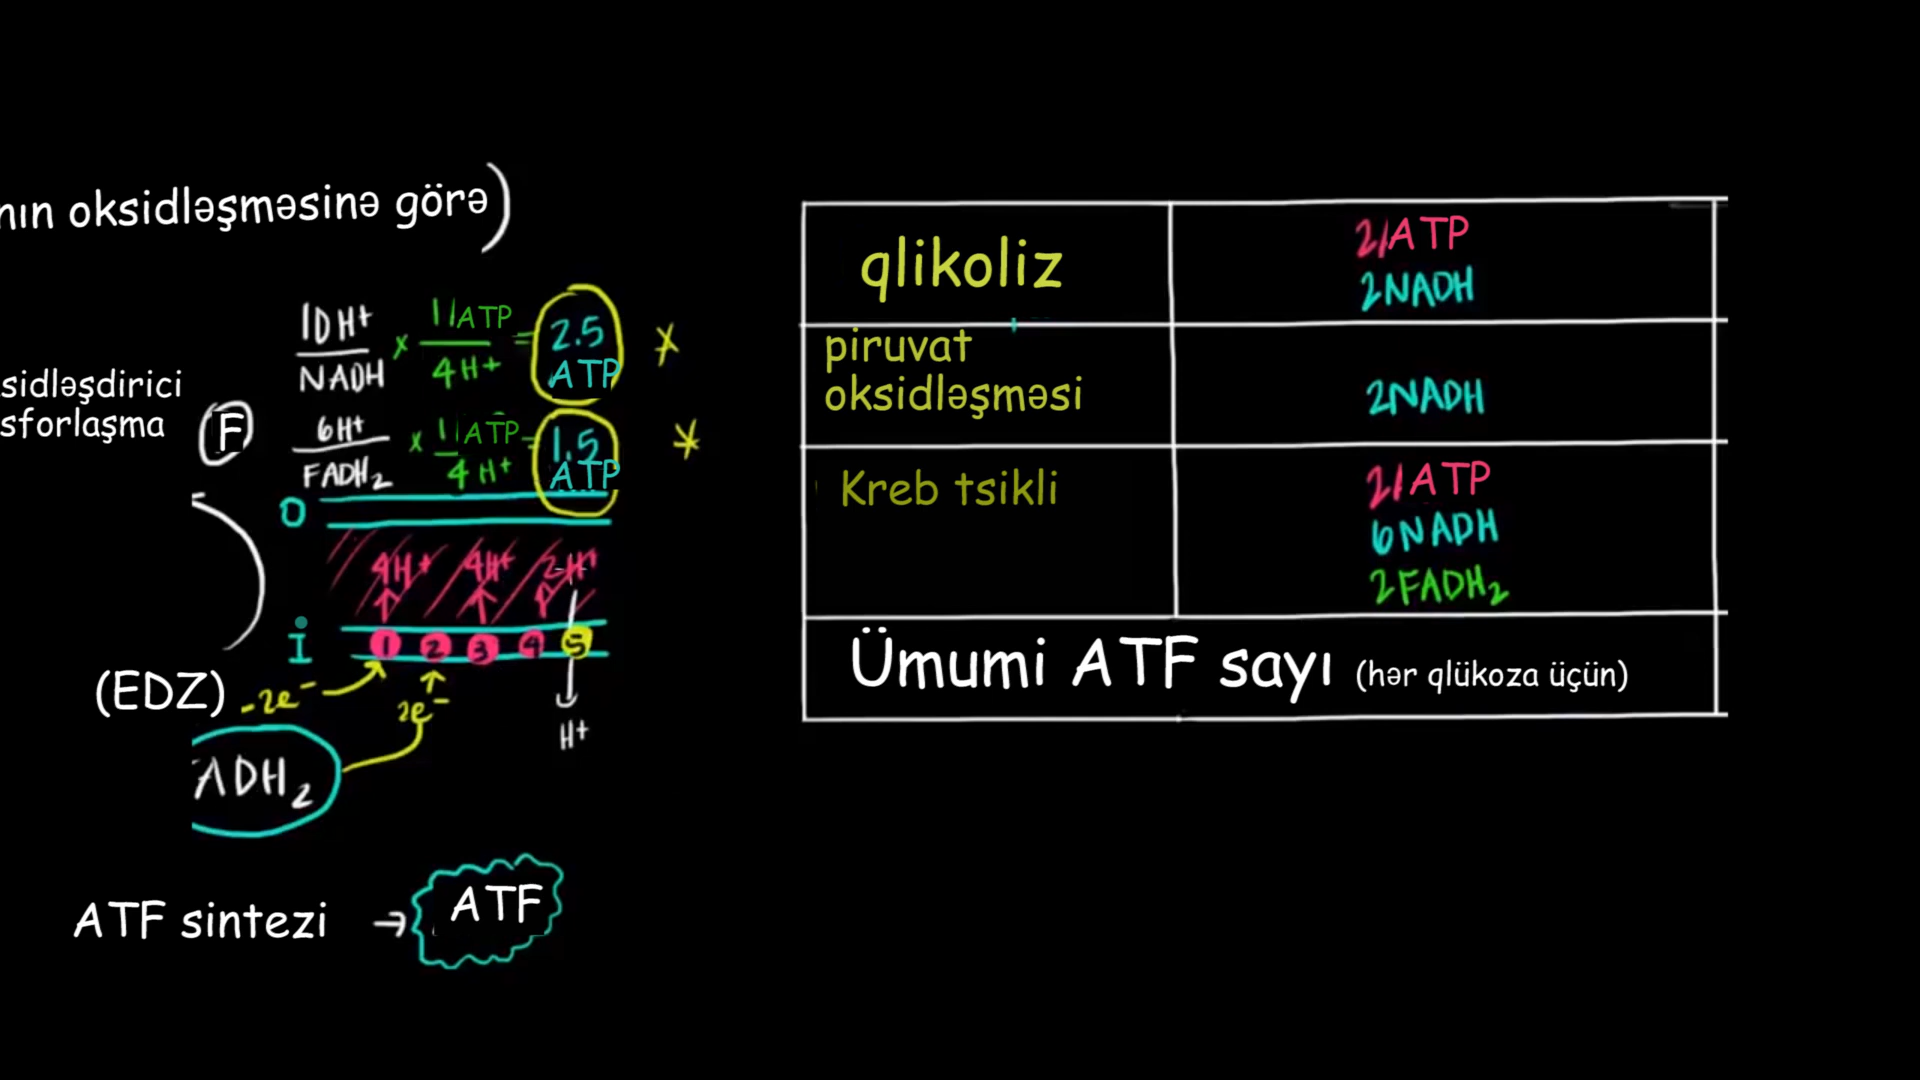 nın oksidləşməsinə görə)
10H+ / NADH x 1 ATP / 4H+ = 2.5 ATP
sidləşdirici
sforlaşma
F
6H+ / FADH2 x 1 ATP / 4H+ = 1.5 ATP
O
4H+ 4H+ 2H+
İ
1 2 3 4 5
(EDZ)
-2e-
2e-
H+
ADH2
ATF sintezi → ATF
qlikoliz
2 ATP
2NADH
piruvat
oksidləşməsi
2NADH
Kreb tsikli
2 ATP
6NADH
2FADH2
Ümumi ATF sayı (hər qlükoza üçün)